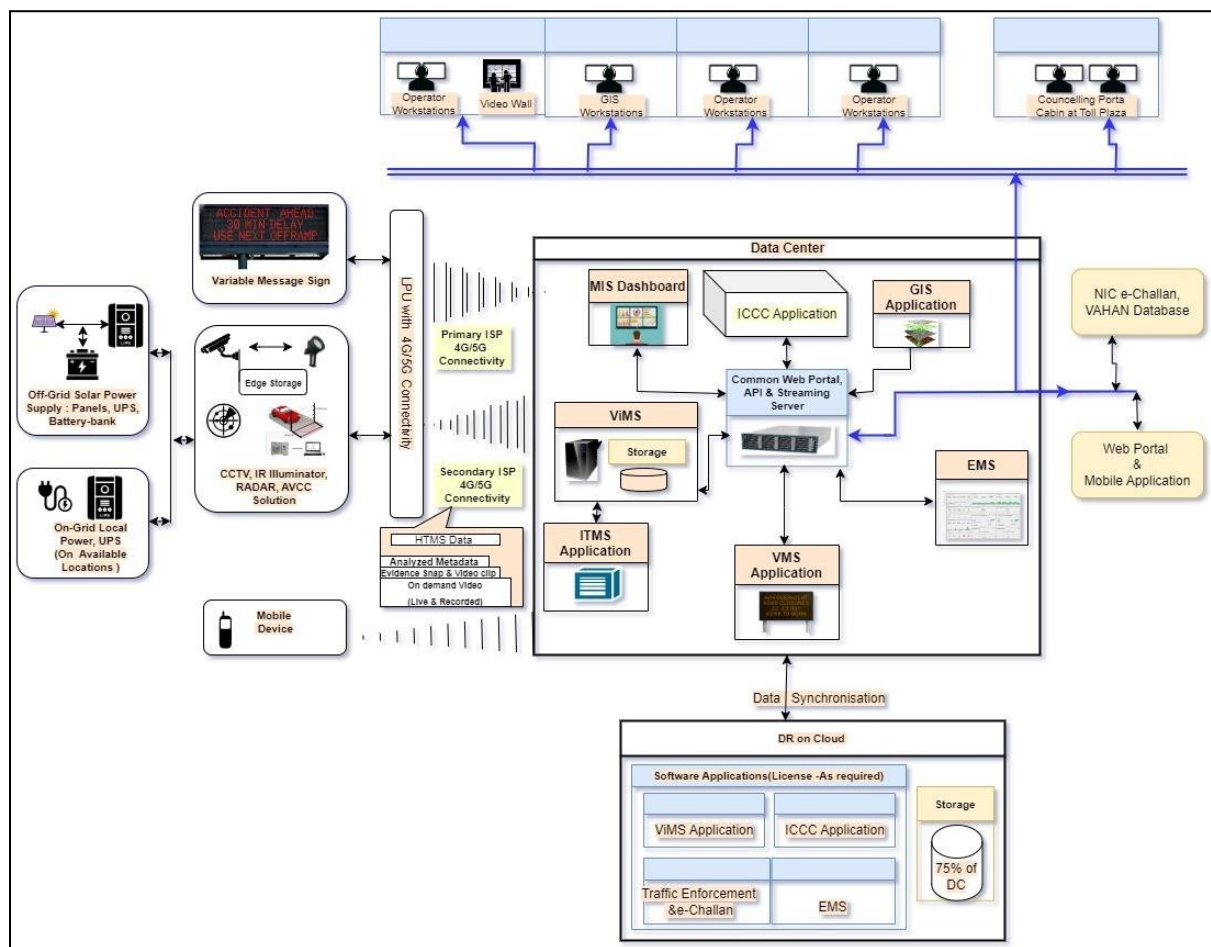 Operator
Workstations
Video Wall
GIS
Workstations
Operator
Workstations
Operator
Workstations
Councelling Porta
Cabin at Toll Plaza
ACCIDENT AHEAD
30 MIN DELAY
USE NEXT OFFRAMP
Variable Message Sign
LPU with 4G/5G Connectivity
Primary ISP
4G/5G
Connectivity
Secondary ISP
4G/5G
Connectivity
Off-Grid Solar Power
Supply : Panels, UPS,
Battery-bank
Edge Storage
CCTV, IR Illuminator,
RADAR, AVCC
Solution
On-Grid Local
Power, UPS
(On Available
Locations )
HTMS Data
Analyzed Metadata
Evidence Snap & Video clip
On demand Video
(Live & Recorded)
Mobile
Device
Data Center
MIS Dashboard
ICCC Application
GIS
Application
Common Web Portal,
API & Streaming
Server
ViMS
Storage
ITMS
Application
VMS
Application
EMS
NIC e-Challan,
VAHAN Database
Web Portal
&
Mobile Application
Data Synchronisation
DR on Cloud
Software Applications(License -As required)
ViMS Application
ICCC Application
Traffic Enforcement
&e-Challan
EMS
Storage
75% of
DC